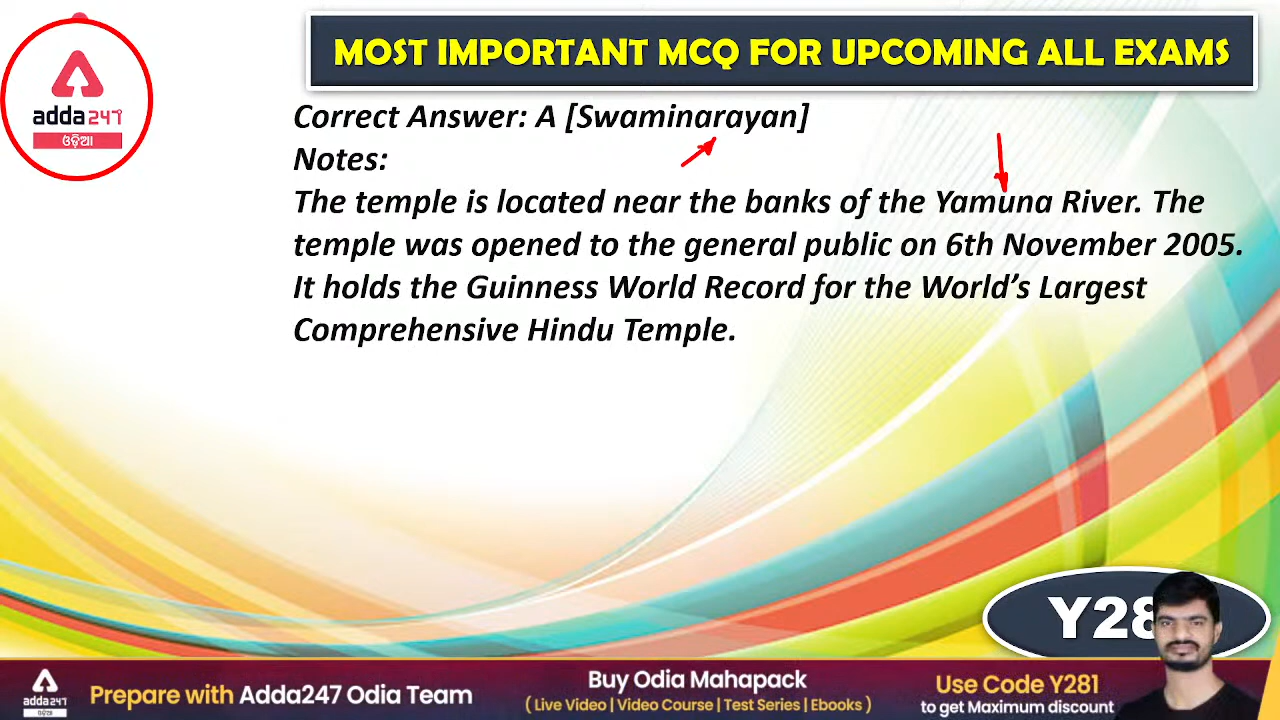 MOST IMPORTANT MCQ FOR UPCOMING ALL EXAMS
adda247
ଓଡ଼ିଆ
Correct Answer: A [Swaminarayan]
Notes:
The temple is located near the banks of the Yamuna River. The
temple was opened to the general public on 6th November 2005.
It holds the Guinness World Record for the World’s Largest
Comprehensive Hindu Temple.
Y28
adda247
ଓଡ଼ିଆ
Prepare with Adda247 Odia Team
Buy Odia Mahapack
( Live Video | Video Course | Test Series | Ebooks )
Use Code Y281
to get Maximum discount